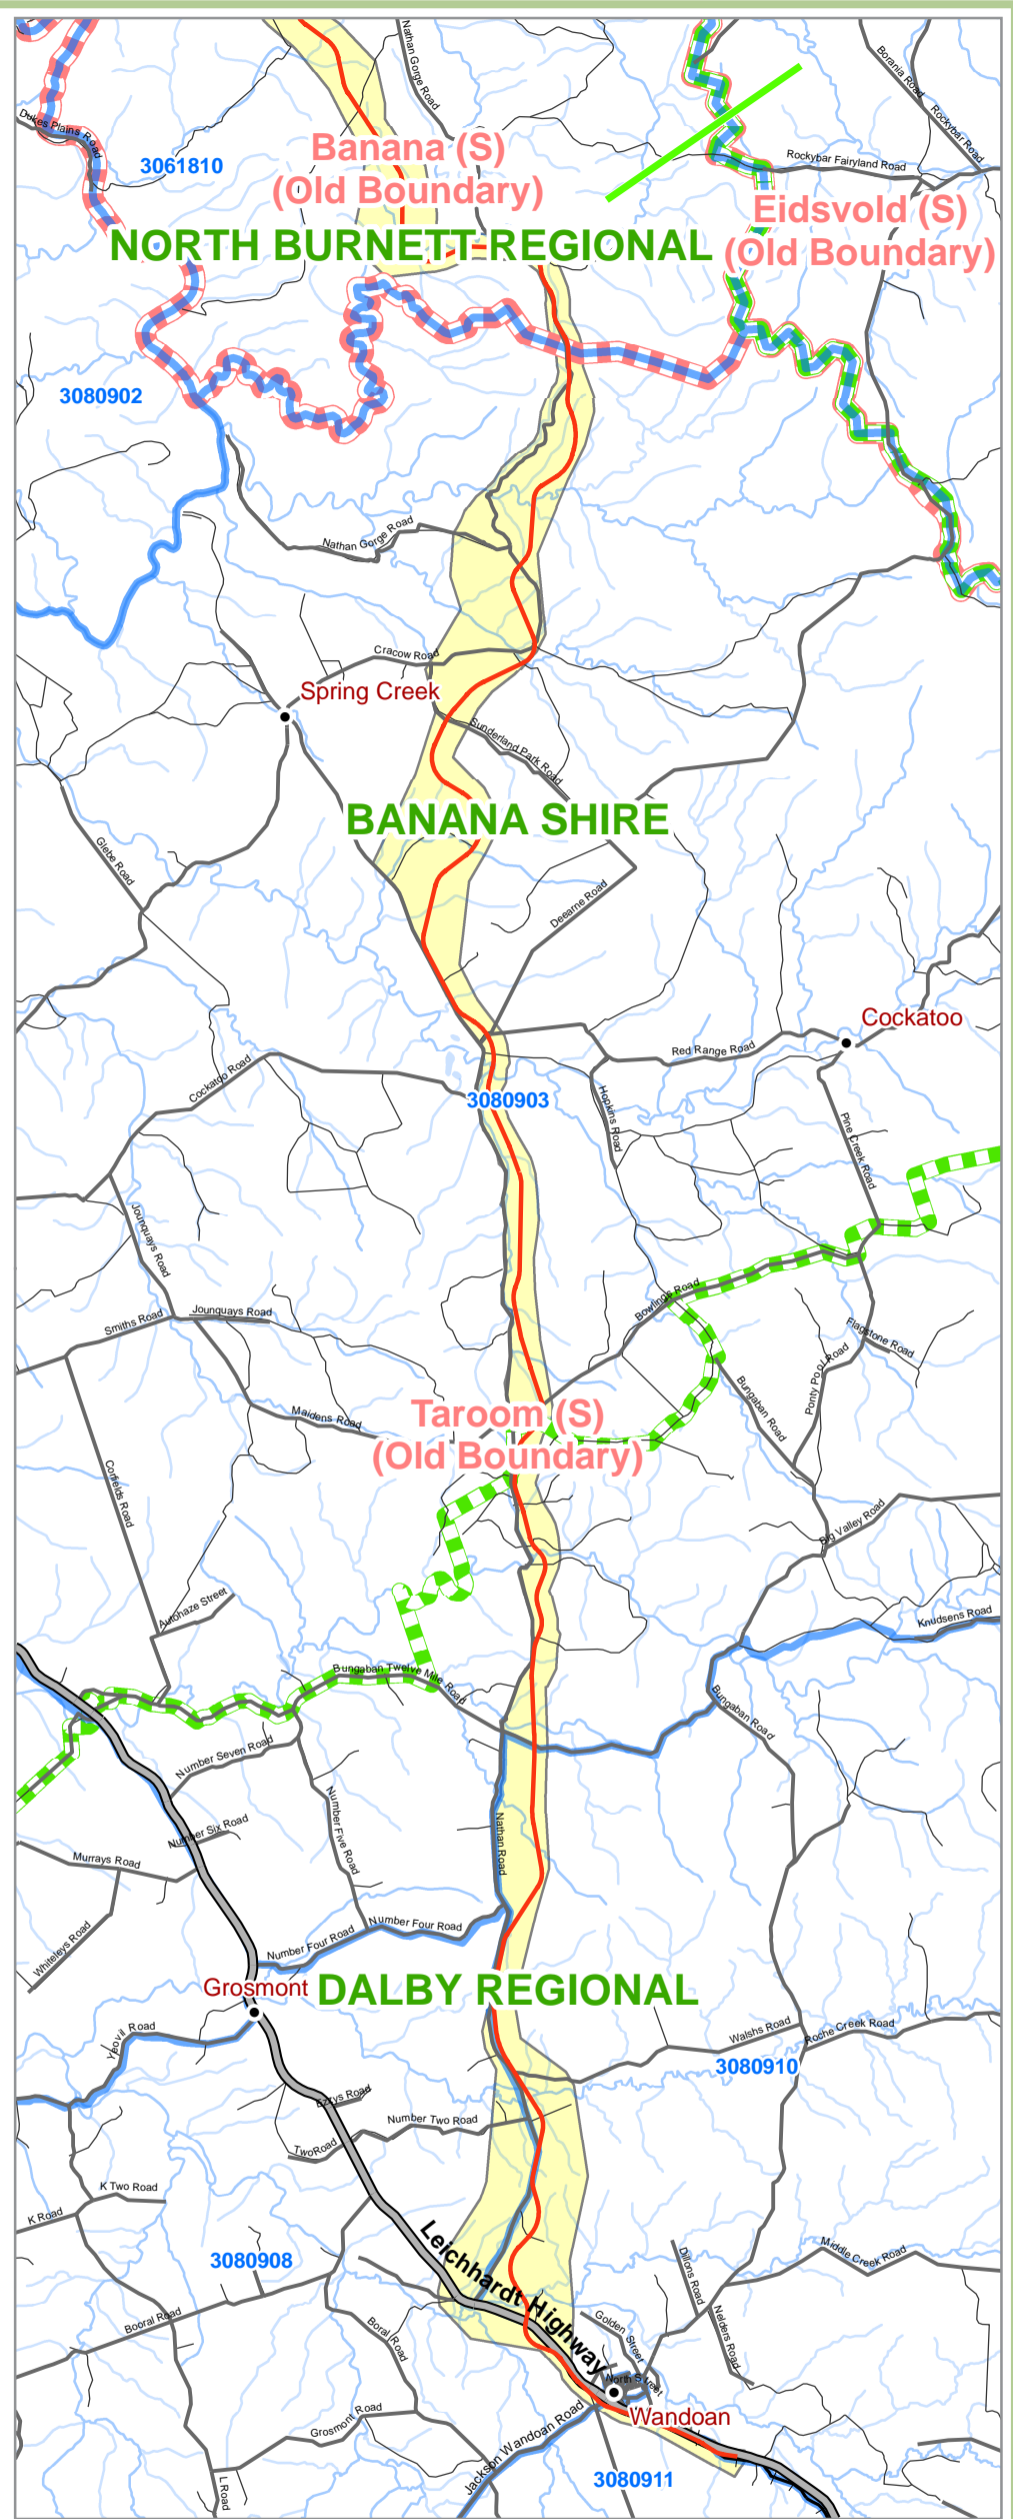 Nathan Gorge Road
Borania Road
Rockybar Road
Dukes Plains Road
3061810
Banana (S)
(Old Boundary)
Rockybar Fairyland Road
Eidsvold (S)
(Old Boundary)
NORTH BURNETT REGIONAL
3080902
Nathan Gorge Road
Cracow Road
Spring Creek
Sunderland Park Road
BANANA SHIRE
Glebe Road
Deearne Road
Cockatoo
Red Range Road
Cockatoo Road
3080903
Hopkins Road
Pine Creek Road
Jounquays Road
Bowlings Road
Smiths Road
Jounquays Road
Flagstone Road
Ponty Pool Road
Bungaban Road
Maidens Road
Taroom (S)
(Old Boundary)
Corfields Road
Big Valley Road
Autohaze Street
Knudsens Road
Bungaban Twelve Mile Road
Bungaban Road
Number Seven Road
Number Five Road
Number Six Road
Nathan Road
Murrays Road
Whiteleys Road
Number Four Road
Number Four Road
Grosmont
DALBY REGIONAL
Yeovil Road
Walshs Road
Roche Creek Road
3080910
Ezzys Road
Number Two Road
Two Road
K Two Road
K Road
Leichhardt Highway
3080908
Middle Creek Road
Dillons Road
Nelders Road
Golden Street
Booral Road
Boral Road
North Street
Wandoan
Grosmont Road
Jackson Wandoan Road
L Road
3080911